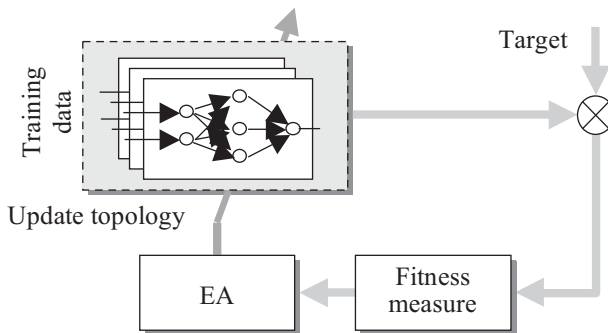 Target
Training
data
Update topology
EA
Fitness
measure